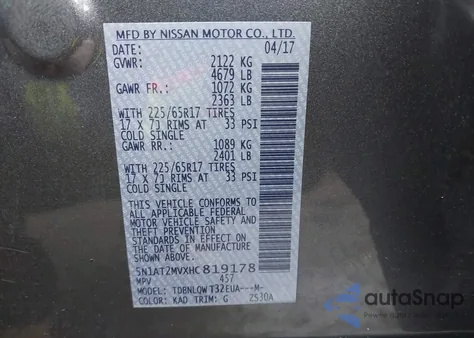 MFD BY NISSAN MOTOR CO., LTD.
DATE: 04/17
GVWR: 2122 KG
4679 LB
GAWR FR.: 1072 KG
2363 LB
WITH 225/65R17 TIRES
17 X 7J RIMS AT 33 PSI
COLD SINGLE
GAWR RR.: 1089 KG
2401 LB
WITH 225/65R17 TIRES
17 X 7J RIMS AT 33 PSI
COLD SINGLE
THIS VEHICLE CONFORMS TO
ALL APPLICABLE FEDERAL
MOTOR VEHICLE SAFETY
STANDARDS IN EFFECT ON THE
DATE OF MANUFACTURE
SHOWN ABOVE.
5N1AT2MVXHC819178
MPV 457
MODEL: TDBNLQWT32EUA---M-
COLOR: KAD TRIM: G 2530A
autoSnap